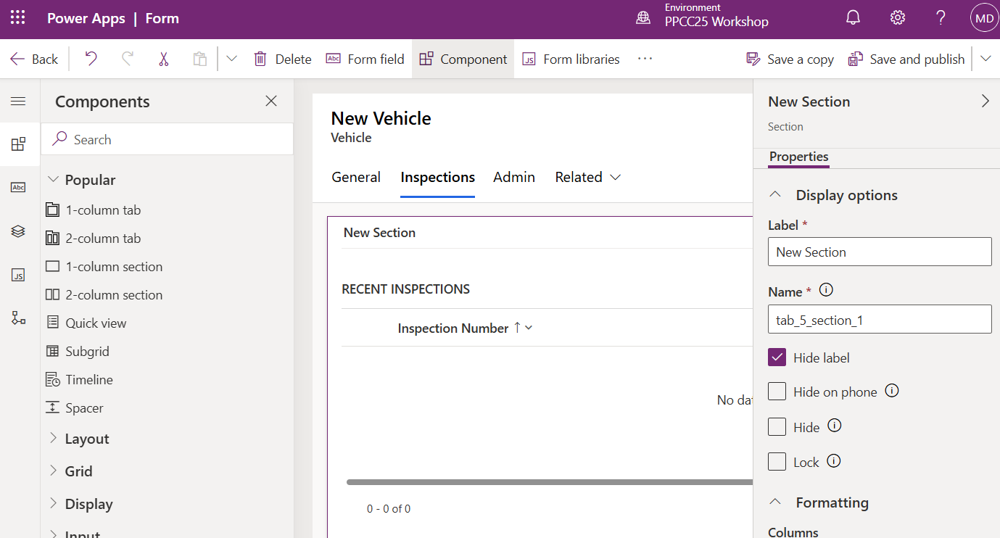 Power Apps | Form
Environment
PPCC25 Workshop
MD
Back
Delete
Abc
Form field
Component
JS
Form libraries
...
Save a copy
Save and publish
Components
Search
Popular
1-column tab
2-column tab
1-column section
2-column section
Quick view
Subgrid
Timeline
Spacer
Layout
Grid
Display
Input
Abc
JS
New Vehicle
Vehicle
General
Inspections
Admin
Related
New Section
RECENT INSPECTIONS
Inspection Number
No dat
0 - 0 of 0
New Section
Section
Properties
Display options
Label *
New Section
Name *
tab_5_section_1
Hide label
Hide on phone
Hide
Lock
Formatting
Columns